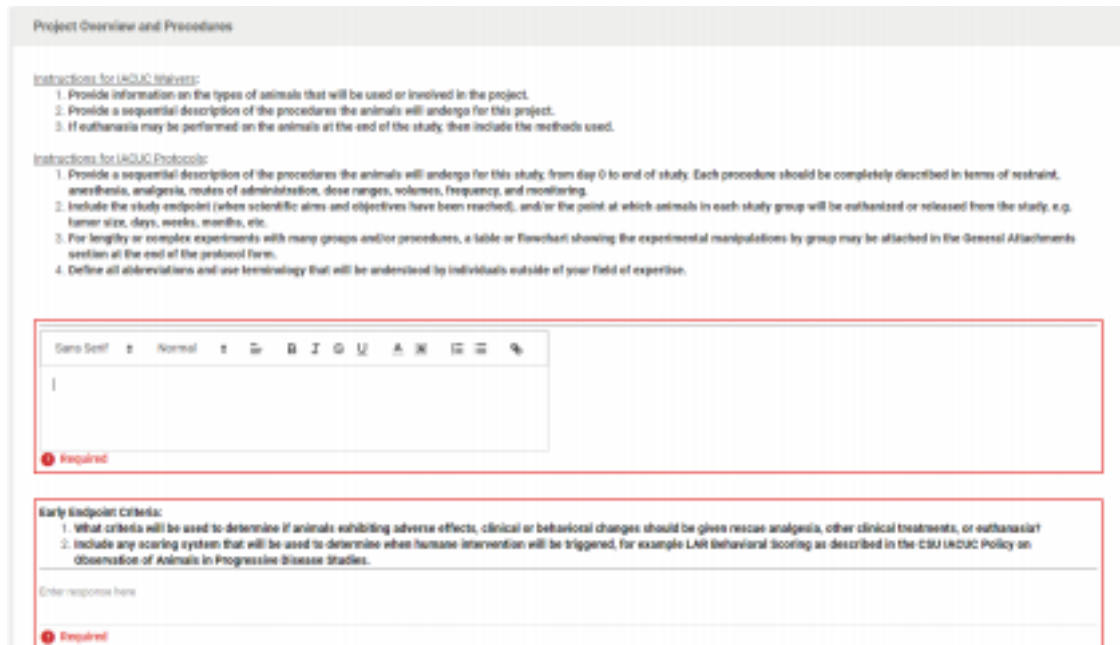 Project Overview and Procedures
Instructions for IACUC Waivers:
1. Provide information on the types of animals that will be used or involved in the project.
2. Provide a sequential description of the procedures the animals will undergo for this project.
3. If euthanasia may be performed on the animals at the end of the study, then include the methods used.
Instructions for IACUC Protocols:
1. Provide a sequential description of the procedures the animals will undergo for this study, from day 0 to end of study. Each procedure should be completely described in terms of restraint,
anesthesia, analgesia, routes of administration, dose ranges, volumes, frequency, and monitoring.
2. Include the study endpoint (when scientific aims and objectives have been reached), and/or the point at which animals in each study group will be euthanized or released from the study, e.g.
tumor size, days, weeks, months, etc.
3. For lengthy or complex experiments with many groups and/or procedures, a table or flowchart showing the experimental manipulations by group may be attached in the General Attachments
section at the end of the protocol form.
4. Define all abbreviations and use terminology that will be understood by individuals outside of your field of expertise.
Sans Serif Normal B I S U A
Required
Early Endpoint Criteria:
1. What criteria will be used to determine if animals exhibiting adverse effects, clinical or behavioral changes should be given rescue analgesia, other clinical treatments, or euthanasia?
2. Include any scoring system that will be used to determine when humane intervention will be triggered, for example LAR Behavioral Scoring as described in the CSU IACUC Policy on
Observation of Animals in Progressive Disease Studies.
Enter response here
Required